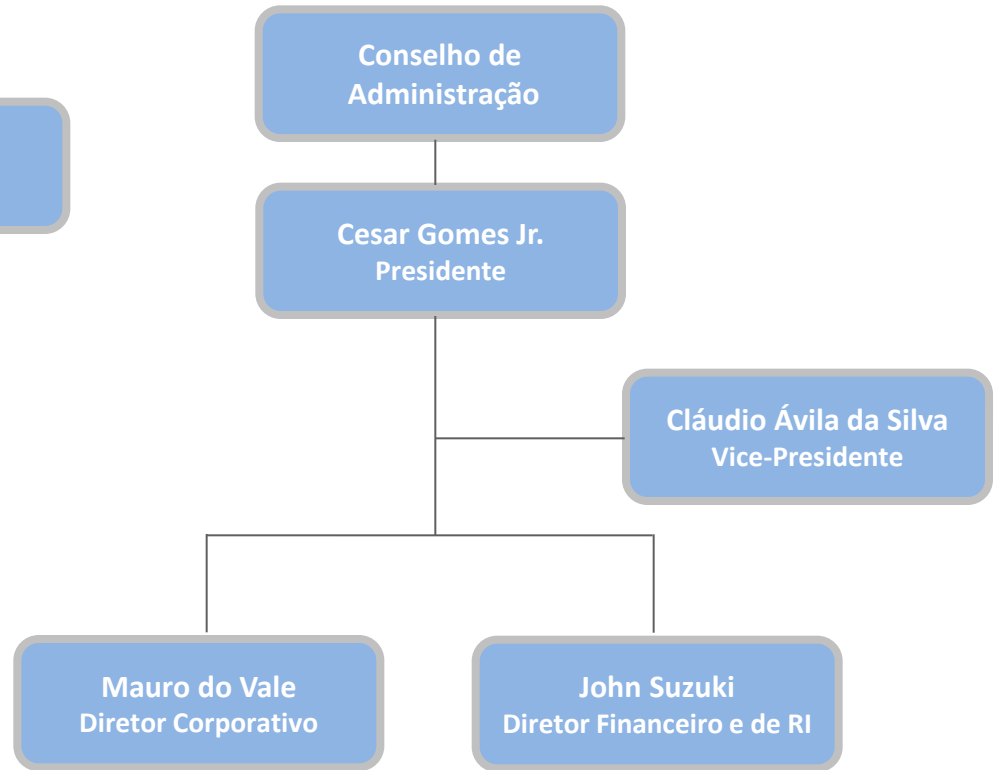 Conselho de
Administração
Cesar Gomes Jr.
Presidente
Cláudio Ávila da Silva
Vice-Presidente
Mauro do Vale
Diretor Corporativo
John Suzuki
Diretor Financeiro e de RI